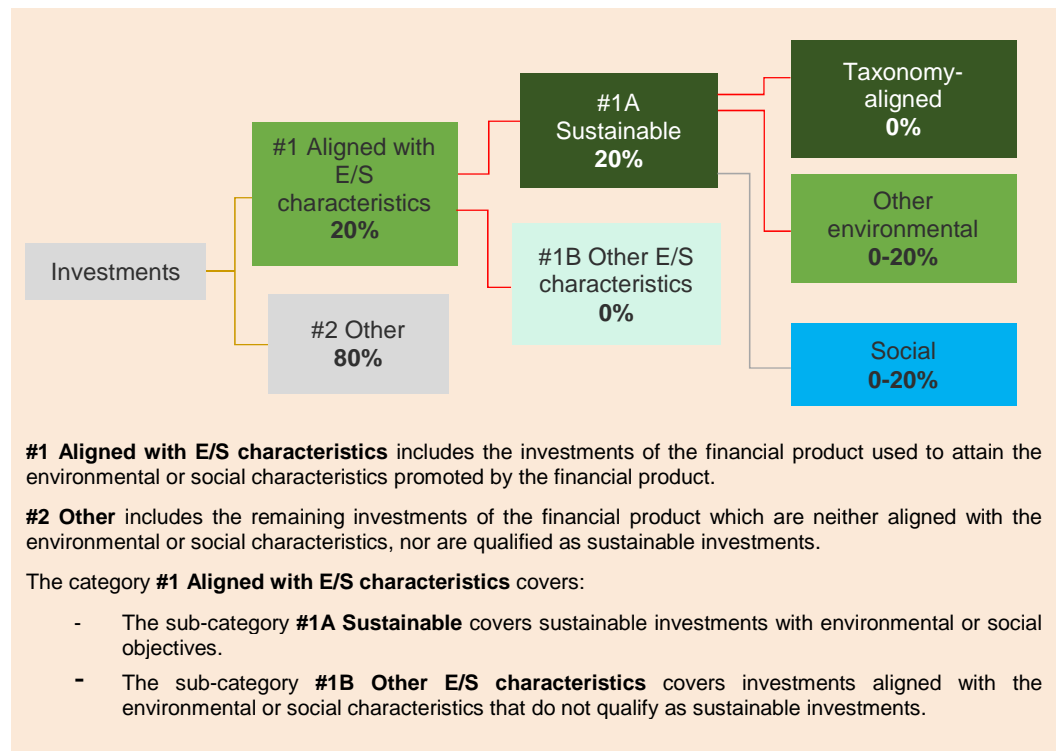 Investments
#1 Aligned with
E/S
characteristics
20%
#2 Other
80%
#1A
Sustainable
20%
#1B Other E/S
characteristics
0%
Taxonomy-
aligned
0%
Other
environmental
0-20%
Social
0-20%
#1 Aligned with E/S characteristics includes the investments of the financial product used to attain the
environmental or social characteristics promoted by the financial product.
#2 Other includes the remaining investments of the financial product which are neither aligned with the
environmental or social characteristics, nor are qualified as sustainable investments.
The category #1 Aligned with E/S characteristics covers:
- The sub-category #1A Sustainable covers sustainable investments with environmental or social
objectives.
- The sub-category #1B Other E/S characteristics covers investments aligned with the
environmental or social characteristics that do not qualify as sustainable investments.